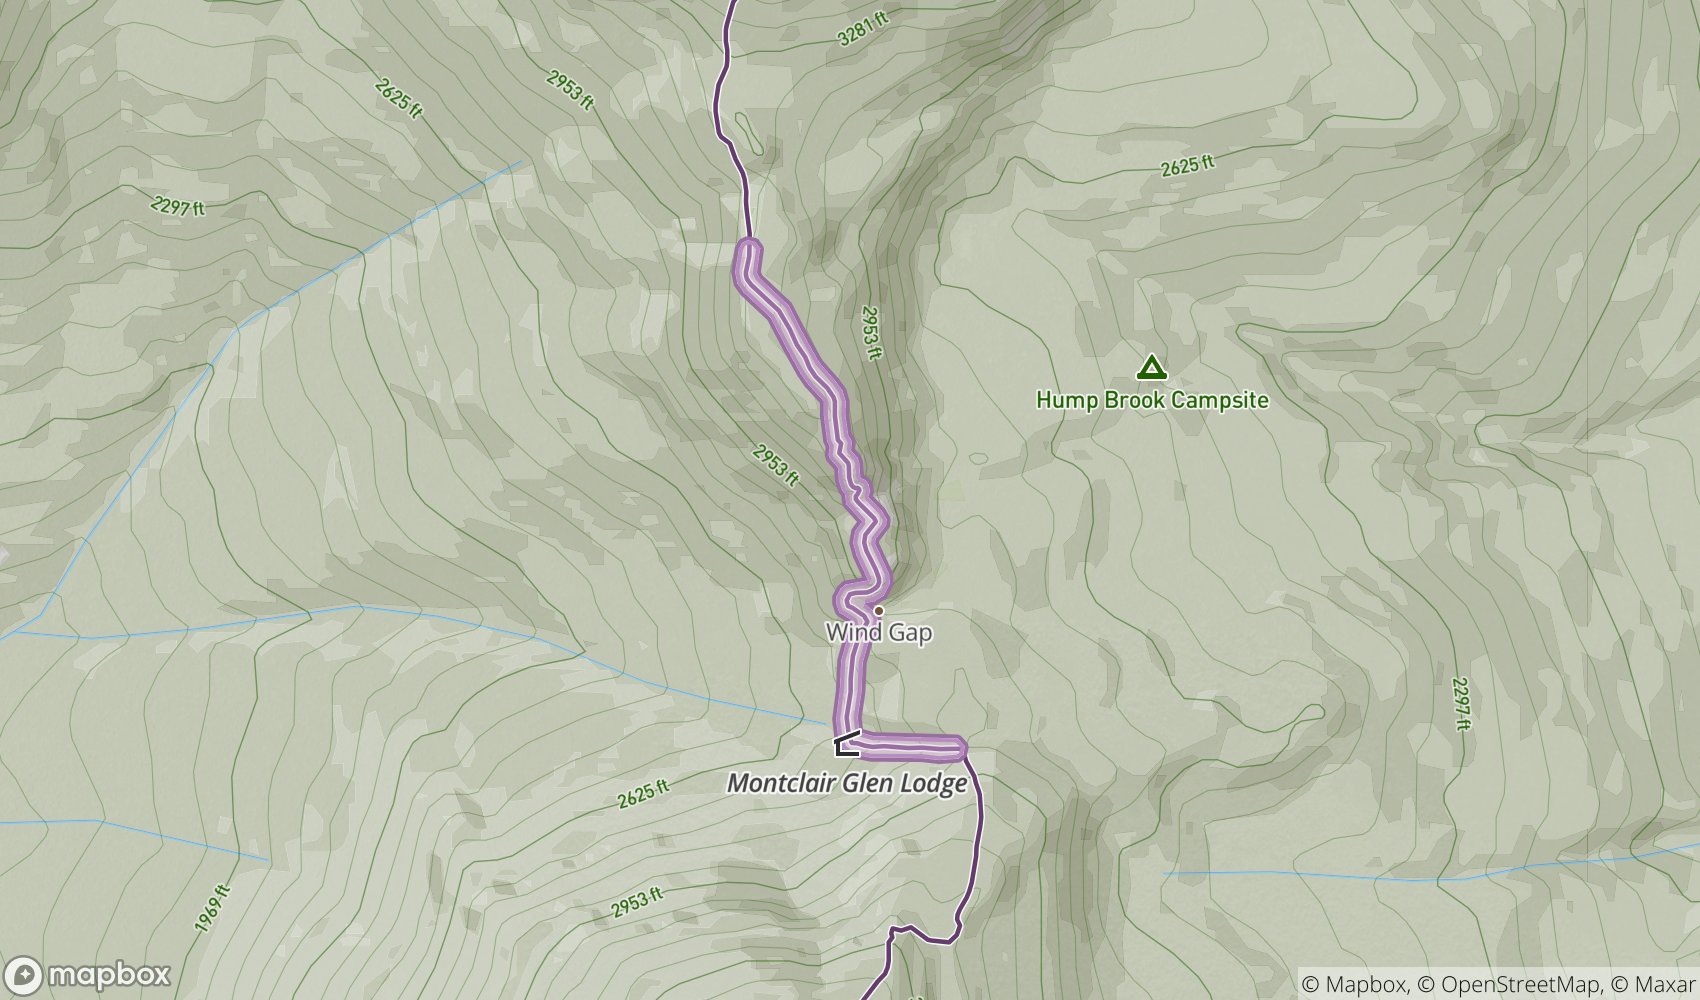 3281 ft
2953 ft
2625 ft
2625 ft
2297 ft
2953 ft
Hump Brook Campsite
2953 ft
Wind Gap
2297 ft
Montclair Glen Lodge
2625 ft
2953 ft
1969 ft
mapbox
© Mapbox, © OpenStreetMap, © Maxar